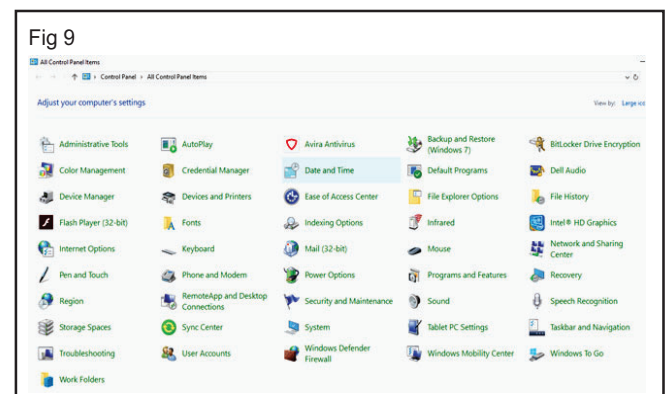 Fig 9
All Control Panel Items
Control Panel > All Control Panel Items
Adjust your computer's settings
View by: Large ico
Administrative Tools AutoPlay Avira Antivirus Backup and Restore (Windows 7) BitLocker Drive Encryption
Color Management Credential Manager Date and Time Default Programs Dell Audio
Device Manager Devices and Printers Ease of Access Center File Explorer Options File History
Flash Player (32-bit) Fonts Indexing Options Infrared Intel® HD Graphics
Internet Options Keyboard Mail (32-bit) Mouse Network and Sharing Center
Pen and Touch Phone and Modem Power Options Programs and Features Recovery
Region RemoteApp and Desktop Connections Security and Maintenance Sound Speech Recognition
Storage Spaces Sync Center System Tablet PC Settings Taskbar and Navigation
Troubleshooting User Accounts Windows Defender Firewall Windows Mobility Center Windows To Go
Work Folders